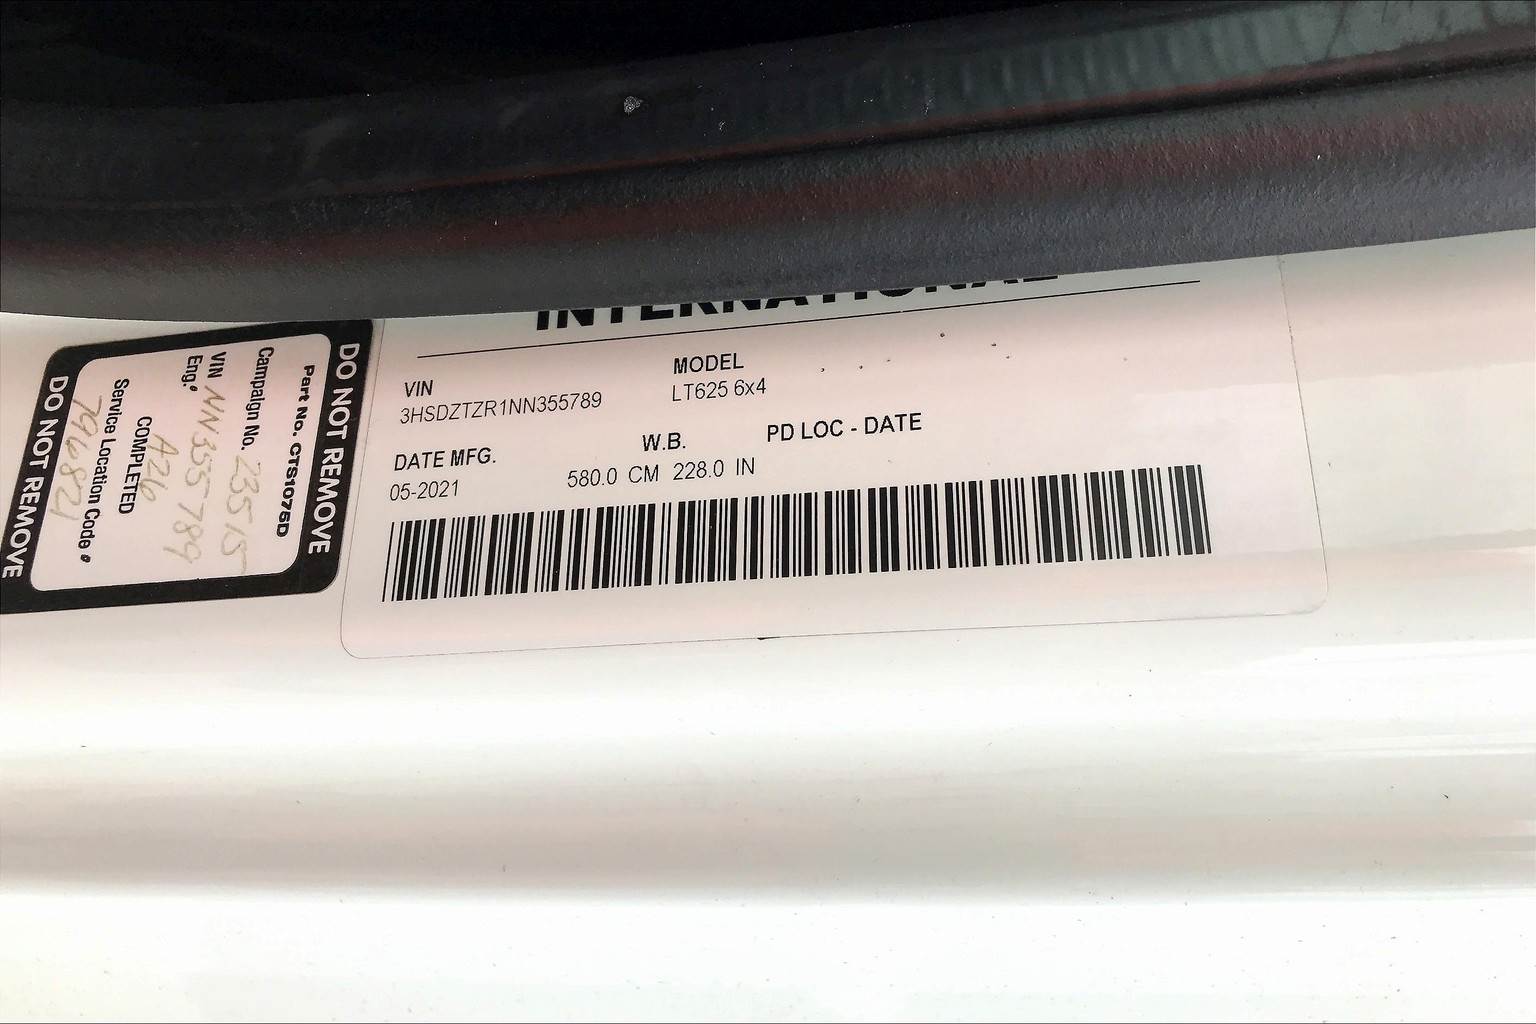 INTERNATIONAL
VIN
3HSDZTZR1NN355789
MODEL
LT625 6x4
DATE MFG.
05-2021
W.B.
580.0 CM 228.0 IN
PD LOC - DATE
DO NOT REMOVE
Part No. CTS1075D
Campaign No. 23515
VIN NN355789
Eng. A26
COMPLETED
Service Location Code 796821
DO NOT REMOVE